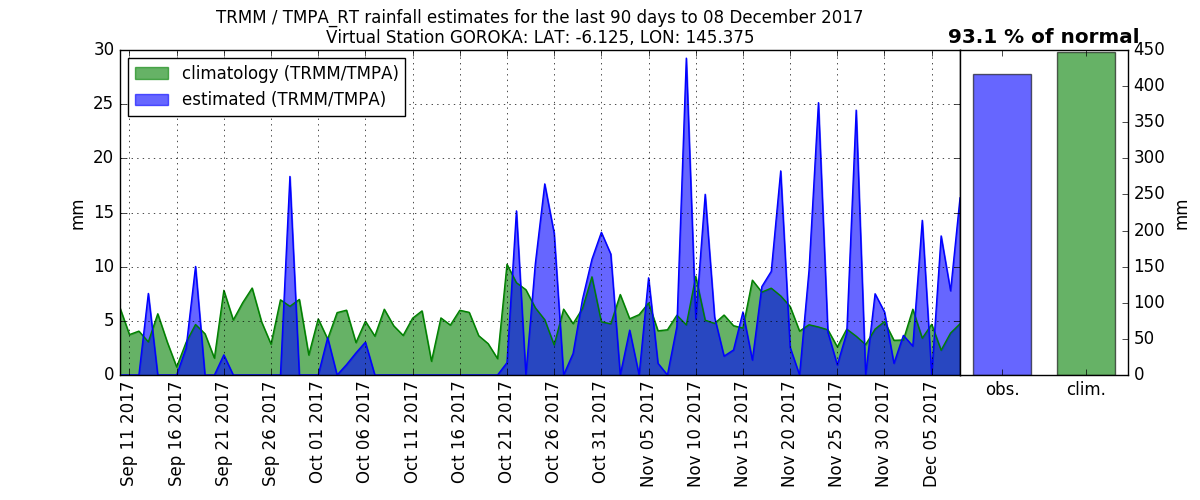 TRMM / TMPA_RT rainfall estimates for the last 90 days to 08 December 2017
Virtual Station GOROKA: LAT: -6.125, LON: 145.375
93.1 % of normal
climatology (TRMM/TMPA)
estimated (TRMM/TMPA)
30
25
20
15
10
5
0
mm
450
400
350
300
250
200
150
100
50
0
mm
obs.
clim.
Sep 11 2017
Sep 16 2017
Sep 21 2017
Sep 26 2017
Oct 01 2017
Oct 06 2017
Oct 11 2017
Oct 16 2017
Oct 21 2017
Oct 26 2017
Oct 31 2017
Nov 05 2017
Nov 10 2017
Nov 15 2017
Nov 20 2017
Nov 25 2017
Nov 30 2017
Dec 05 2017